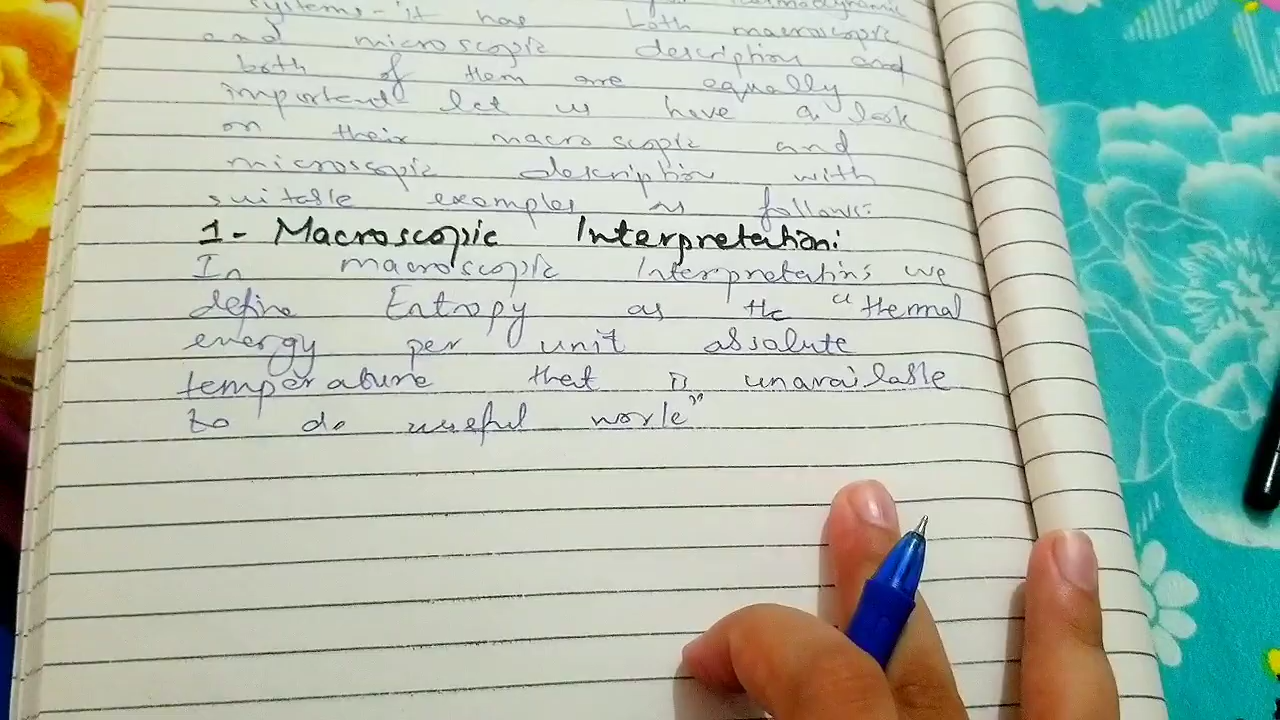 systems - it has both macroscopic
and microscopic description and
both of them are equally
important let us have a look
on their macroscopic and
microscopic description with
suitable examples as follows:
1- Macroscopic Interpretation:
In macroscopic Interpretations we
define Entropy as the "thermal
energy per unit absolute
temperature that is unavailable
to do useful work"